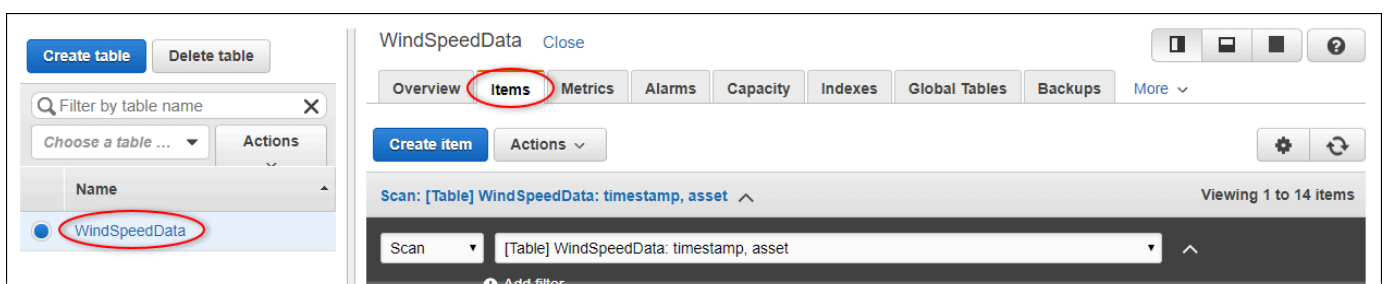 Create table Delete table
Filter by table name
Choose a table ... Actions
Name
WindSpeedData
WindSpeedData Close
Overview Items Metrics Alarms Capacity Indexes Global Tables Backups More
Create item Actions
Scan: [Table] WindSpeedData: timestamp, asset Viewing 1 to 14 items
Scan [Table] WindSpeedData: timestamp, asset
Add filter